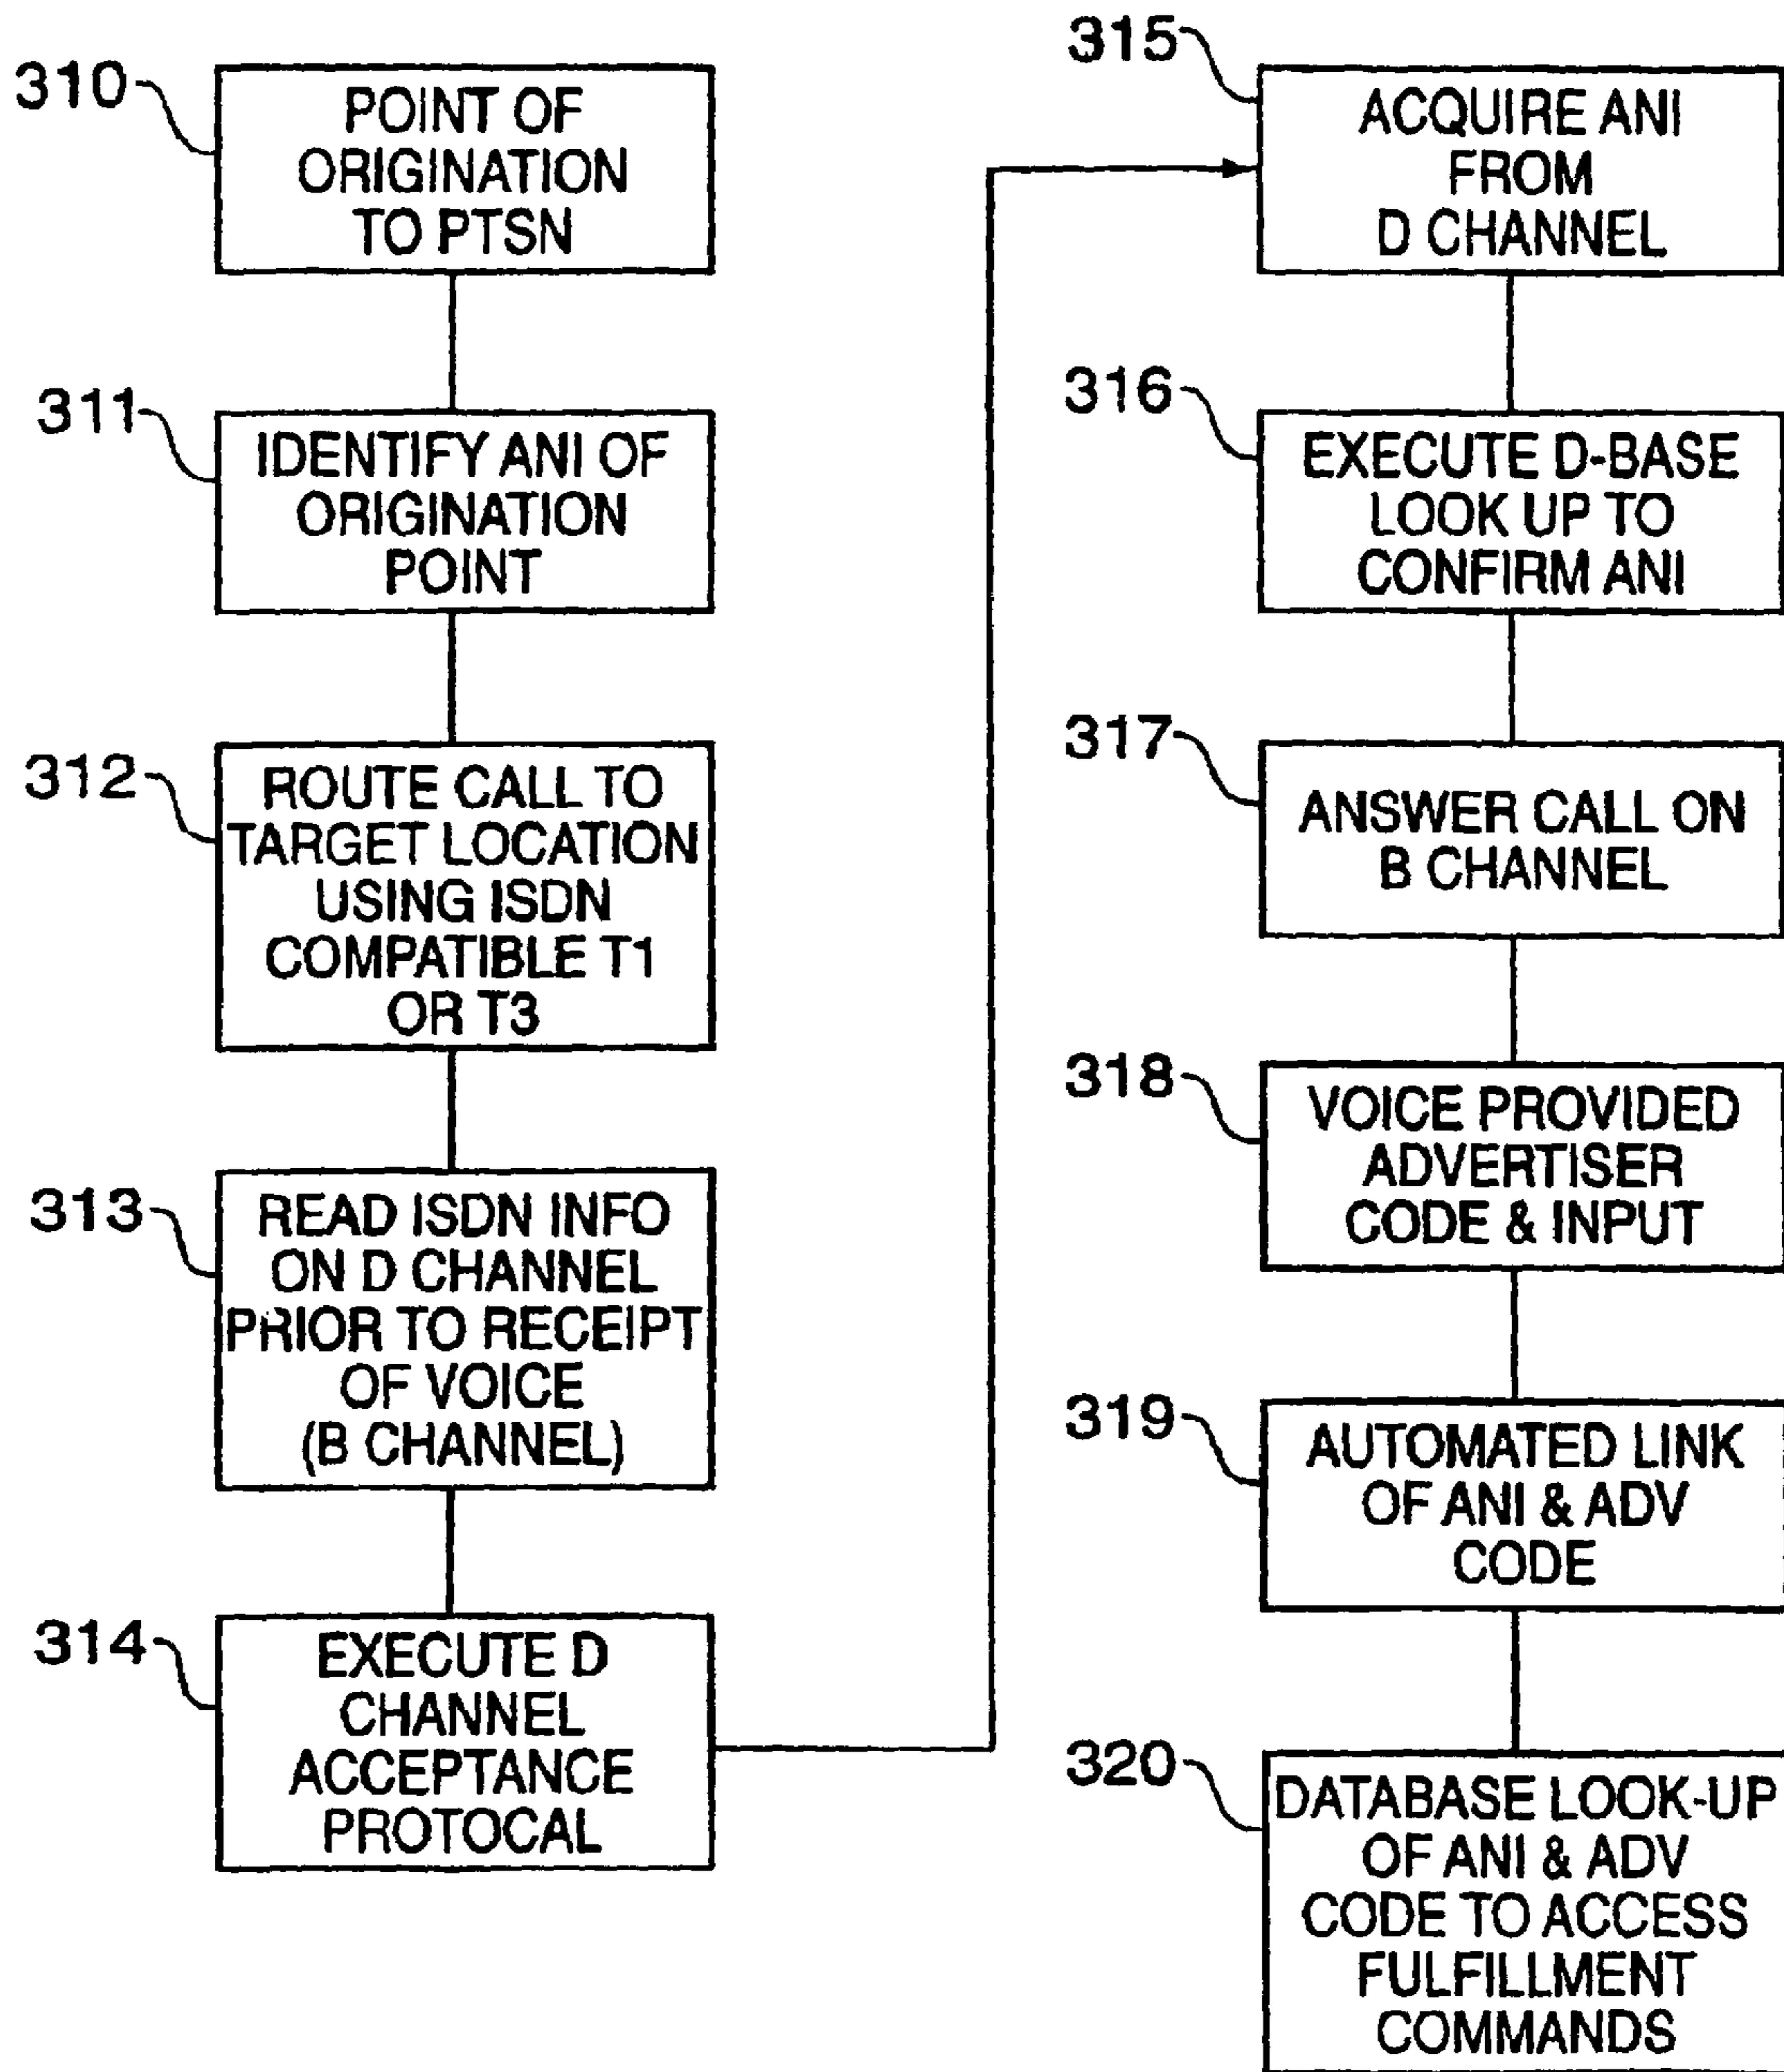 310
POINT OF
ORIGINATION
TO PTSN
311
IDENTIFY ANI OF
ORIGINATION
POINT
312
ROUTE CALL TO
TARGET LOCATION
USING ISDN
COMPATIBLE T1
OR T3
313
READ ISDN INFO
ON D CHANNEL
PRIOR TO RECEIPT
OF VOICE
(B CHANNEL)
314
EXECUTE D
CHANNEL
ACCEPTANCE
PROTOCAL
315
ACQUIRE ANI
FROM
D CHANNEL
316
EXECUTE D-BASE
LOOK UP TO
CONFIRM ANI
317
ANSWER CALL ON
B CHANNEL
318
VOICE PROVIDED
ADVERTISER
CODE & INPUT
319
AUTOMATED LINK
OF ANI & ADV
CODE
320
DATABASE LOOK-UP
OF ANI & ADV
CODE TO ACCESS
FULFILLMENT
COMMANDS